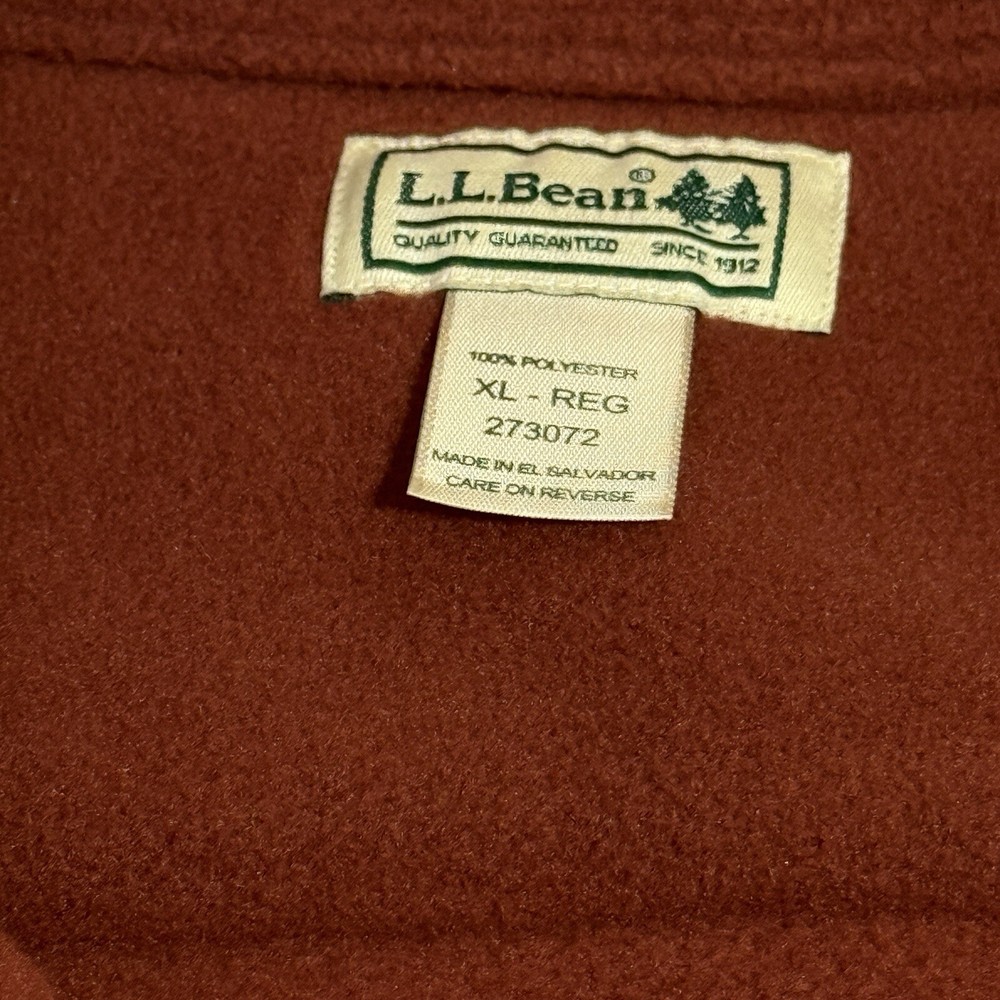 L.L.Bean®
QUALITY GUARANTEED SINCE 1912
100% POLYESTER
XL - REG
273072
MADE IN EL SALVADOR
CARE ON REVERSE